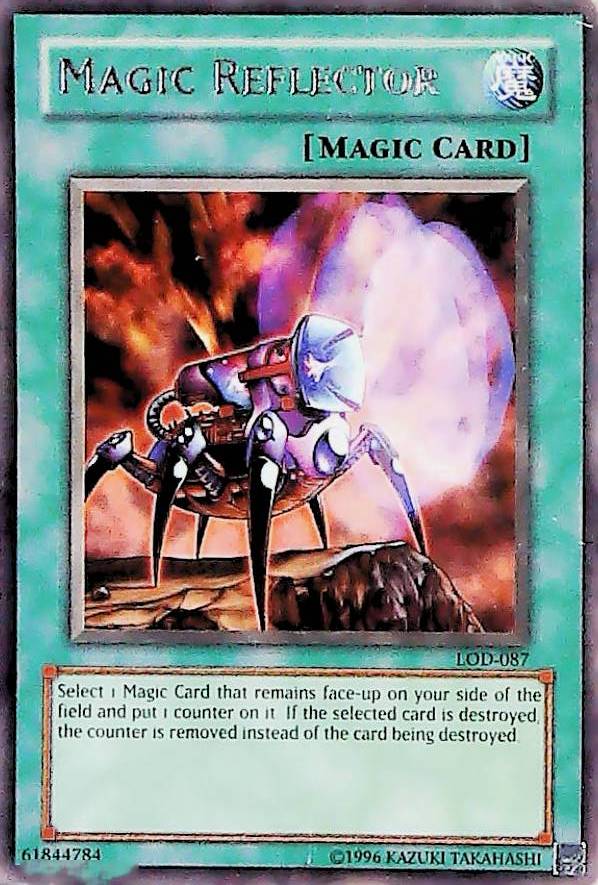 MAGIC REFLECTOR 魔
[MAGIC CARD]
LOD-087
Select 1 Magic Card that remains face-up on your side of the
field and put 1 counter on it. If the selected card is destroyed,
the counter is removed instead of the card being destroyed.
61844784
©1996 KAZUKI TAKAHASHI